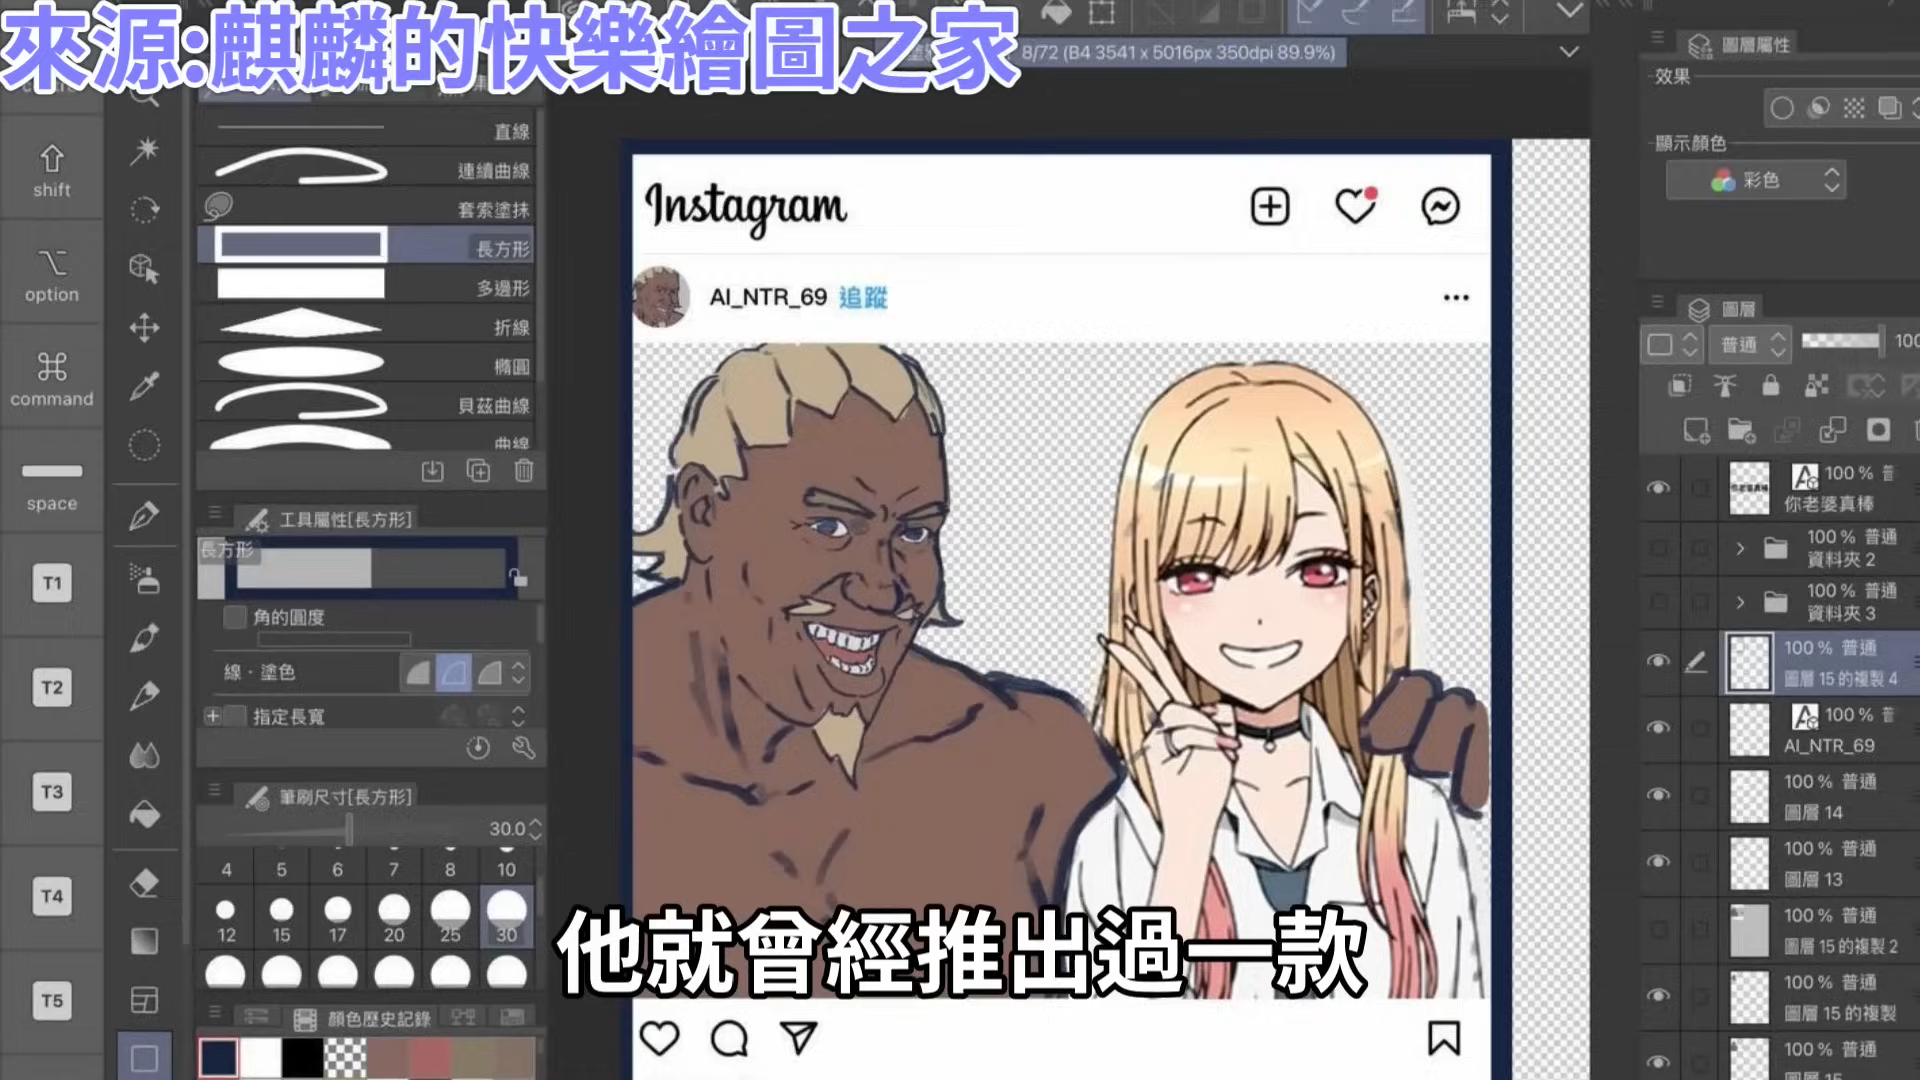 來源:麒麟的快樂繪圖之家
8/72 (B4 3541 x 5016px 350dpi 89.9%)
shift
option
command
space
T1
T2
T3
T4
T5
直線
連續曲線
套索塗抹
長方形
多邊形
折線
橢圓
貝茲曲線
曲線
工具屬性[長方形]
長方形
角的圓度
線・塗色
指定長寬
筆刷尺寸[長方形]
30.0
4 5 6 7 8 10
12 15 17 20 25 30
顏色歷史記錄
Instagram
AI_NTR_69 追蹤
他就曾經推出過一款
圖層屬性
效果
顯示顏色
彩色
圖層
普通
100 %
你老婆真棒
100 % 普通
資料夾 2
100 % 普通
資料夾 3
100 % 普通
圖層 15 的複製 4
100 %
AI_NTR_69
100 % 普通
圖層 14
100 % 普通
圖層 13
100 % 普通
圖層 15 的複製 2
100 % 普通
圖層 15 的複製
100 % 普通